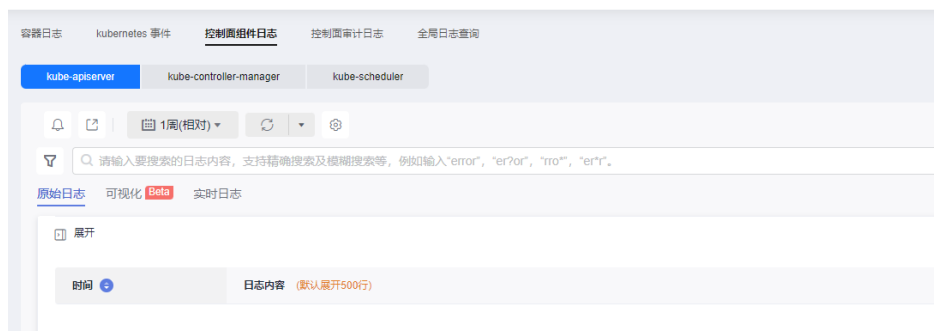 容器日志 kubernetes 事件 控制面组件日志 控制面审计日志 全局日志查询
kube-apiserver kube-controller-manager kube-scheduler
1周(相对)
请输入要搜索的日志内容，支持精确搜索及模糊搜索等，例如输入"error"，"er?or"，"rro*"，"er*r"。
原始日志 可视化 Beta 实时日志
展开
时间 日志内容 (默认展开500行)